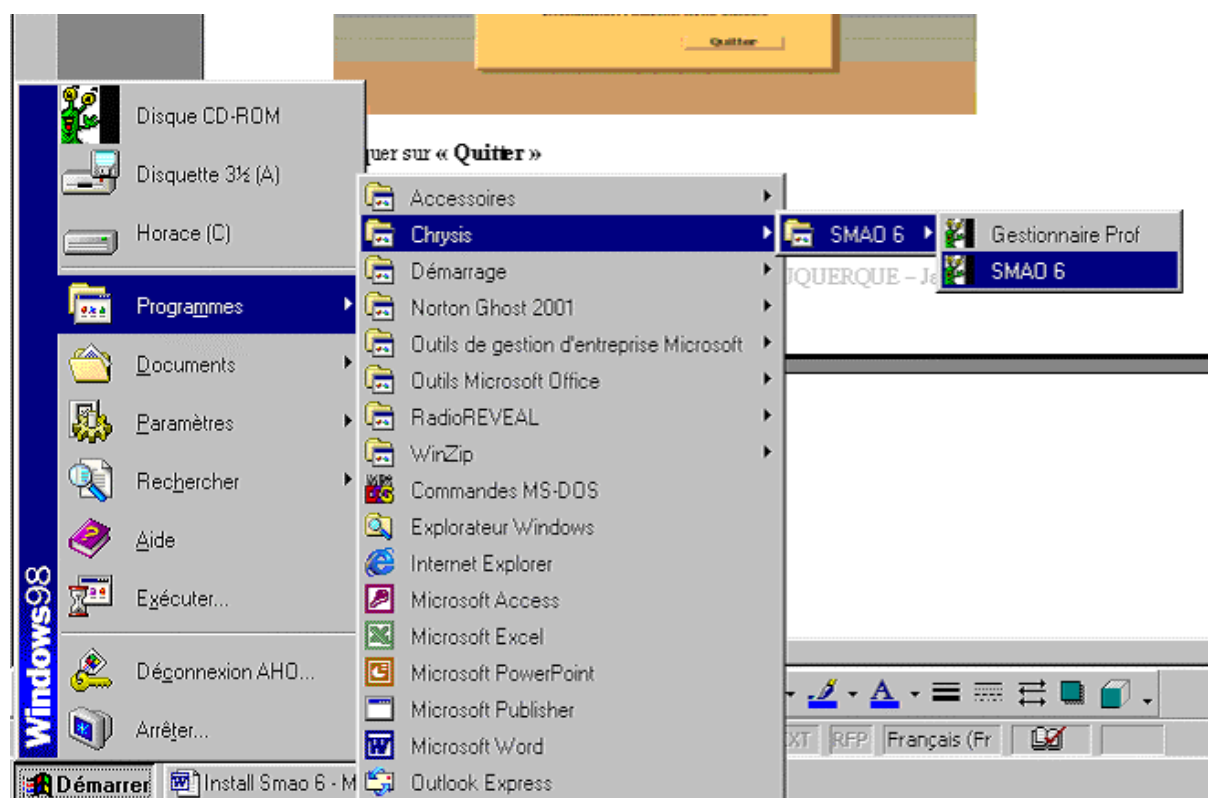 Quitter
quer sur « Quitter »
Disque CD-ROM
Disquette 3½ (A)
Horace (C)
Programmes
Documents
Paramètres
Rechercher
Aide
Exécuter...
Déconnexion AHO...
Arrêter...
Windows98
Accessoires
Chrysis
Démarrage
Norton Ghost 2001
Outils de gestion d'entreprise Microsoft
Outils Microsoft Office
RadioREVEAL
WinZip
Commandes MS-DOS
Explorateur Windows
Internet Explorer
Microsoft Access
Microsoft Excel
Microsoft PowerPoint
Microsoft Publisher
Microsoft Word
Outlook Express
SMAO 6
Gestionnaire Prof
SMAO 6
UQUERQUE – Ja
XT RFP Français (Fr
Démarrer Install Smao 6 - M